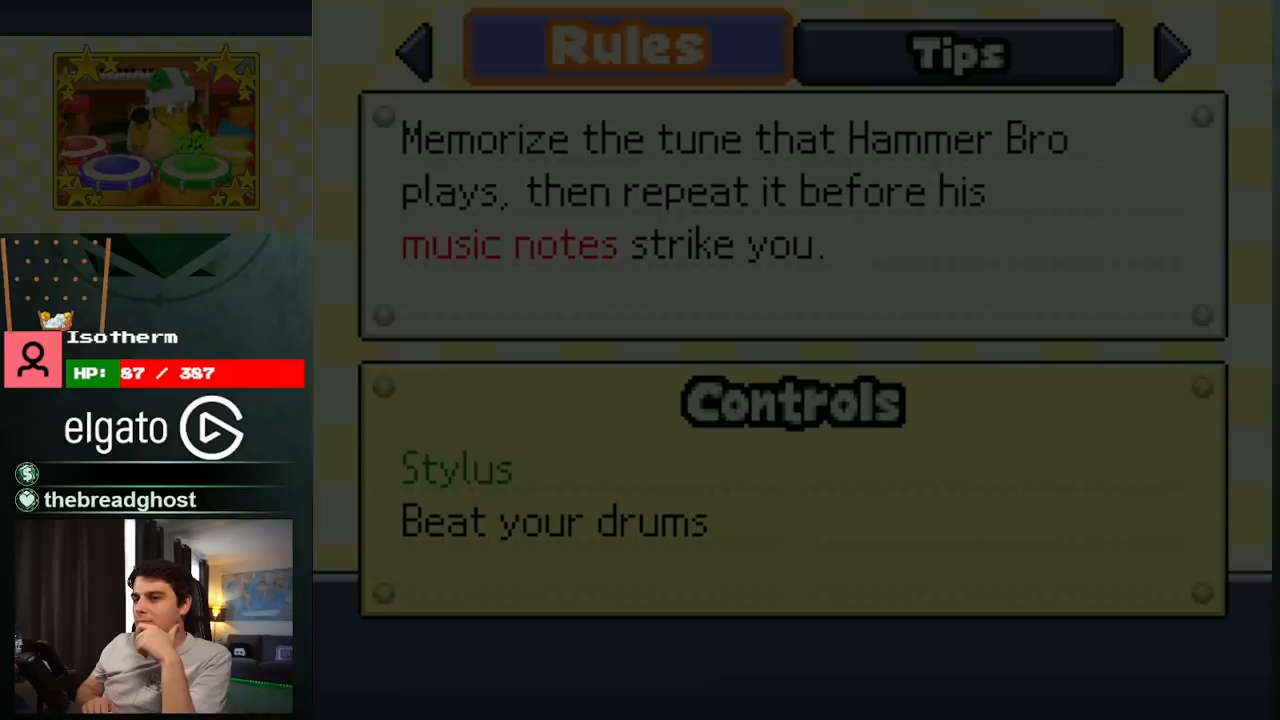 Rules
Tips
Memorize the tune that Hammer Bro
plays, then repeat it before his
music notes strike you.
Controls
Stylus
Beat your drums
Isotherm
HP: 87 / 387
elgato
thebreadghost